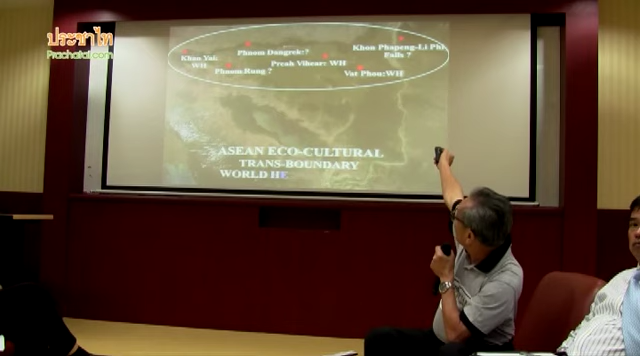 ประชาไท
Prachatai.com
Khao Yai: WH
Phnom Dangrek:?
Phnom Rung ?
Preah Vihear: WH
Khon Phapeng-Li Phi Falls ?
Vat Phou:WH
ASEAN ECO-CULTURAL
TRANS-BOUNDARY
WORLD HE